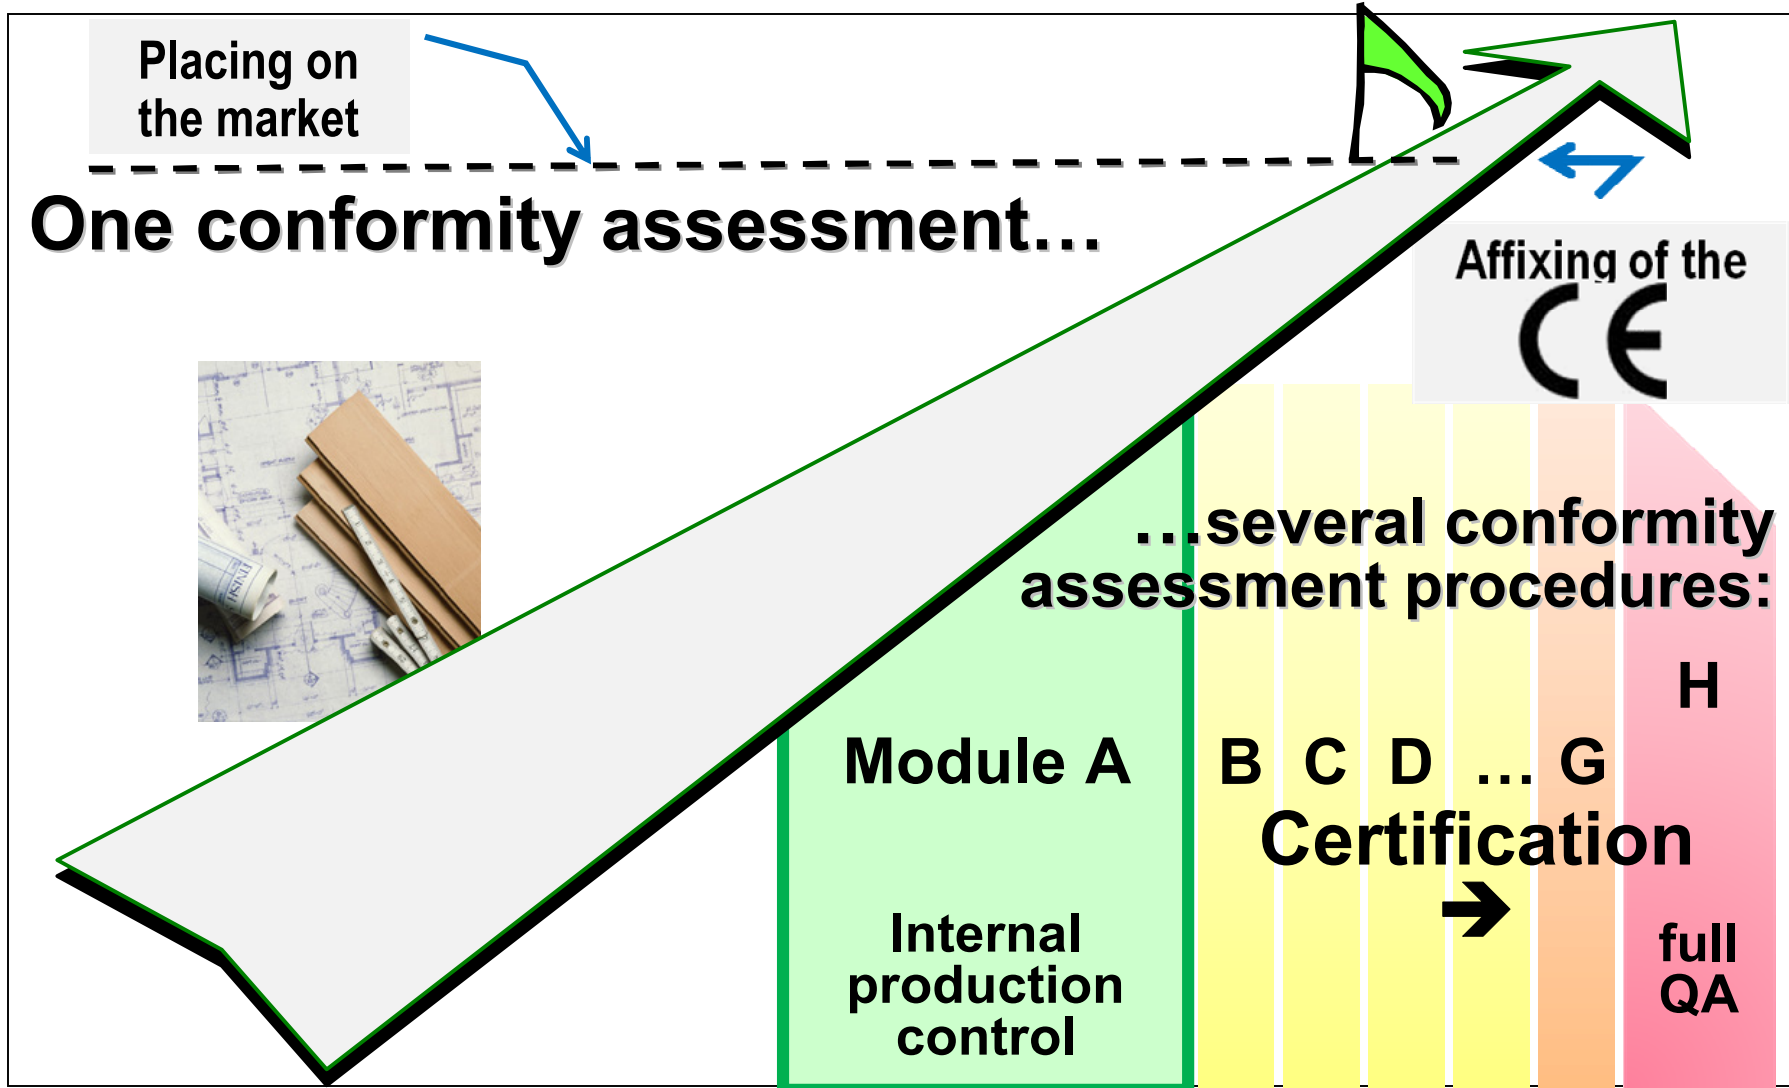 Placing on
the market
One conformity assessment…
Affixing of the
CE
…several conformity
assessment procedures:
H
Module A
B C D … G
Certification
➔
Internal
production
control
full
QA
FINISH